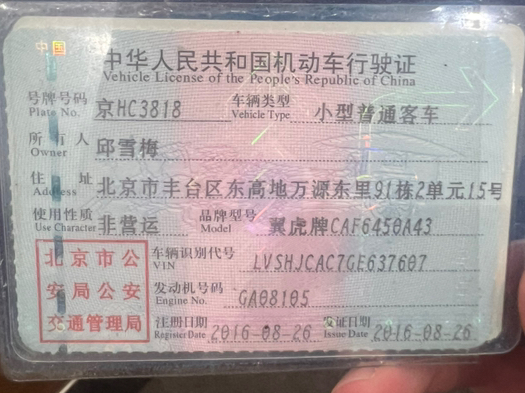 中国
中华人民共和国机动车行驶证
Vehicle License of the People's Republic of China
号牌号码 Plate No. 京HC3818 车辆类型 Vehicle Type 小型普通客车
所有人 Owner 邱雪梅
住址 Address 北京市丰台区东高地万源东里91栋2单元15号
使用性质 Use Character 非营运 品牌型号 Model 翼虎牌CAF6450A43
北京市公安局公安交通管理局
车辆识别代号 VIN LVSHJCAC7GE637607
发动机号码 Engine No. GA08105
注册日期 Register Date 2016-08-26 发证日期 Issue Date 2016-08-26